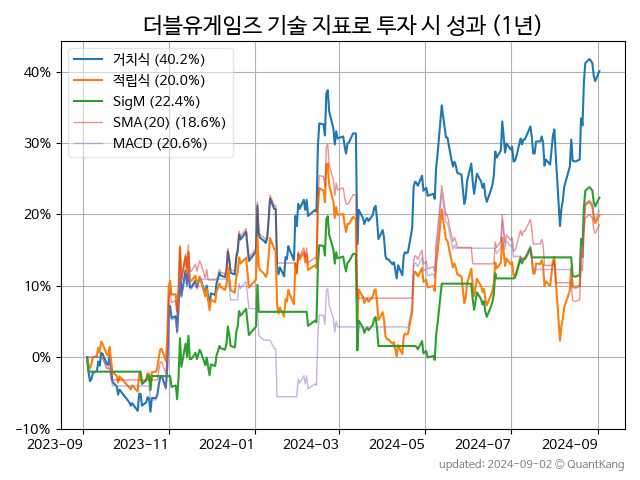 더블유게임즈 기술 지표로 투자 시 성과 (1년)
거치식 (40.2%)
적립식 (20.0%)
SigM (22.4%)
SMA(20) (18.6%)
MACD (20.6%)
40%
30%
20%
10%
0%
−10%
2023-09
2023-11
2024-01
2024-03
2024-05
2024-07
2024-09
updated: 2024-09-02 © QuantKang